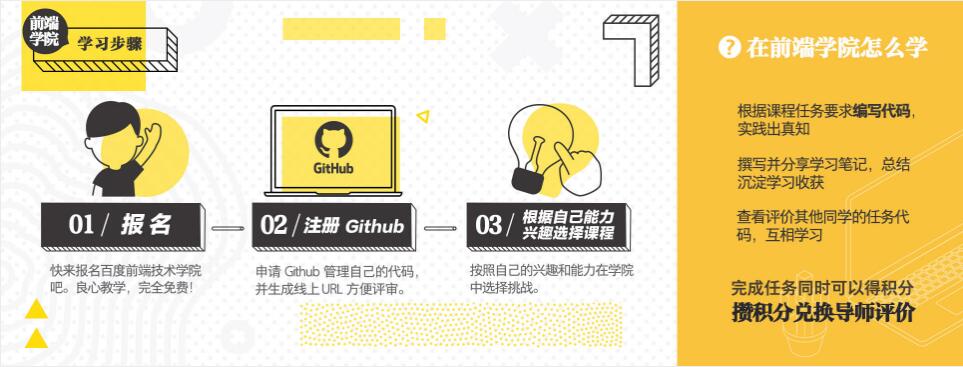 前端
学院
学习步骤
GitHub
01 / 报名
快来报名百度前端技术学院
吧。良心教学，完全免费！
02 / 注册 Github
申请 Github 管理自己的代码，
并生成线上 URL 方便评审。
03 / 根据自己能力
兴趣选择课程
按照自己的兴趣和能力在学院
中选择挑战。
? 在前端学院怎么学
根据课程任务要求编写代码，
实践出真知
撰写并分享学习笔记，总结
沉淀学习收获
查看评价其他同学的任务代
码，互相学习
完成任务同时可以得积分
攒积分兑换导师评价